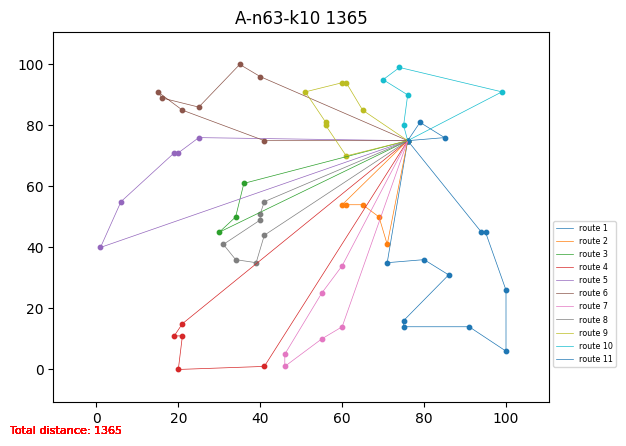 A-n63-k10 1365
100
80
60
40
20
0
0 20 40 60 80 100
route 1
route 2
route 3
route 4
route 5
route 6
route 7
route 8
route 9
route 10
route 11
Total distance: 1365